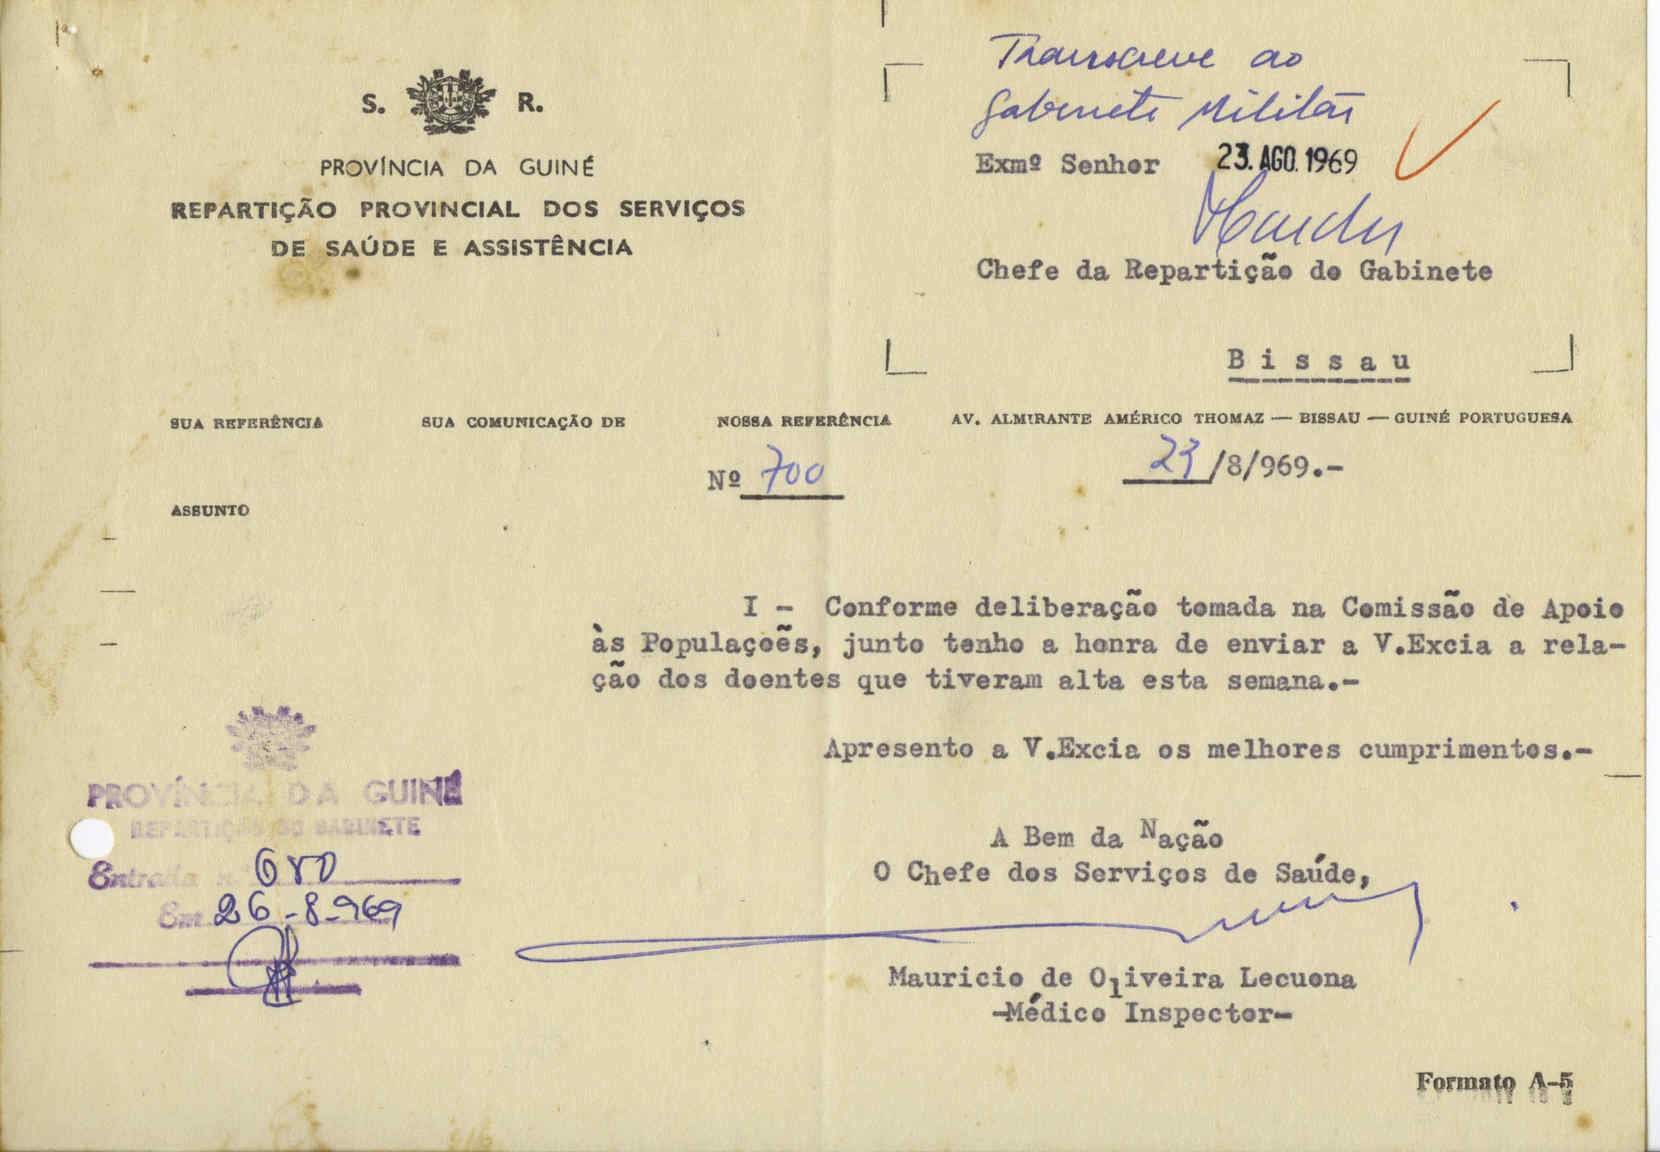 S. R.
PROVÍNCIA DA GUINÉ
REPARTIÇÃO PROVINCIAL DOS SERVIÇOS
DE SAÚDE E ASSISTÊNCIA
Transcreve ao
Gabinete Militar
Exmº Senhor 23. AGO. 1969
Chefe da Repartição do Gabinete
Bissau
SUA REFERÊNCIA SUA COMUNICAÇÃO DE NOSSA REFERÊNCIA AV. ALMIRANTE AMÉRICO THOMAZ — BISSAU — GUINÉ PORTUGUESA
Nº 700 23/8/969.-
ASSUNTO
I - Conforme deliberação tomada na Comissão de Apoio
às Populações, junto tenho a honra de enviar a V.Excia a rela-
ção dos doentes que tiveram alta esta semana.-
Apresento a V.Excia os melhores cumprimentos.-
A Bem da Nação
O Chefe dos Serviços de Saúde,
Mauricio de Oliveira Lecuona
-Médico Inspector-
PROVÍNCIA DA GUINÉ
REPARTIÇÃO DO GABINETE
Entrada nº 680
Em 26-8-969
Formato A-5